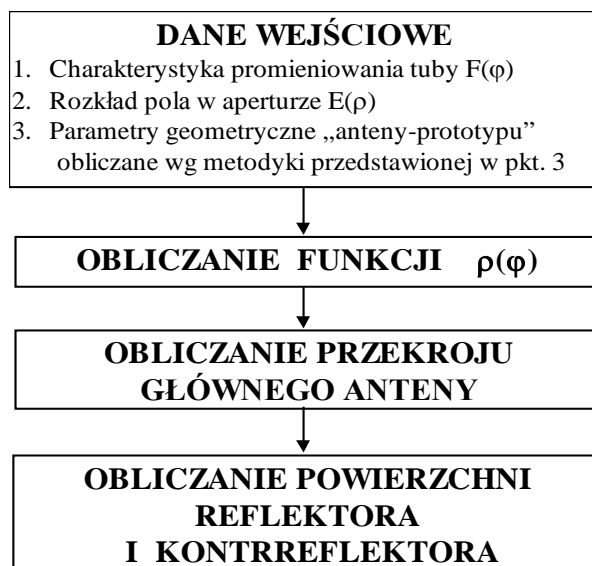 DANE WEJŚCIOWE
1. Charakterystyka promieniowania tuby F(φ)
2. Rozkład pola w aperturze E(ρ)
3. Parametry geometryczne „anteny-prototypu”
obliczane wg metodyki przedstawionej w pkt. 3
OBLICZANIE FUNKCJI ρ(φ)
OBLICZANIE PRZEKROJU
GŁÓWNEGO ANTENY
OBLICZANIE POWIERZCHNI
REFLEKTORA
I KONTRREFLEKTORA